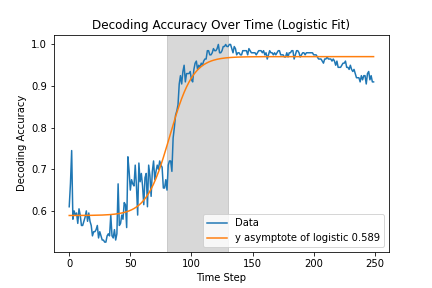 Decoding Accuracy Over Time (Logistic Fit)
1.0
0.9
0.8
0.7
0.6
Decoding Accuracy
Data
y asymptote of logistic 0.589
0
50
100
150
200
250
Time Step